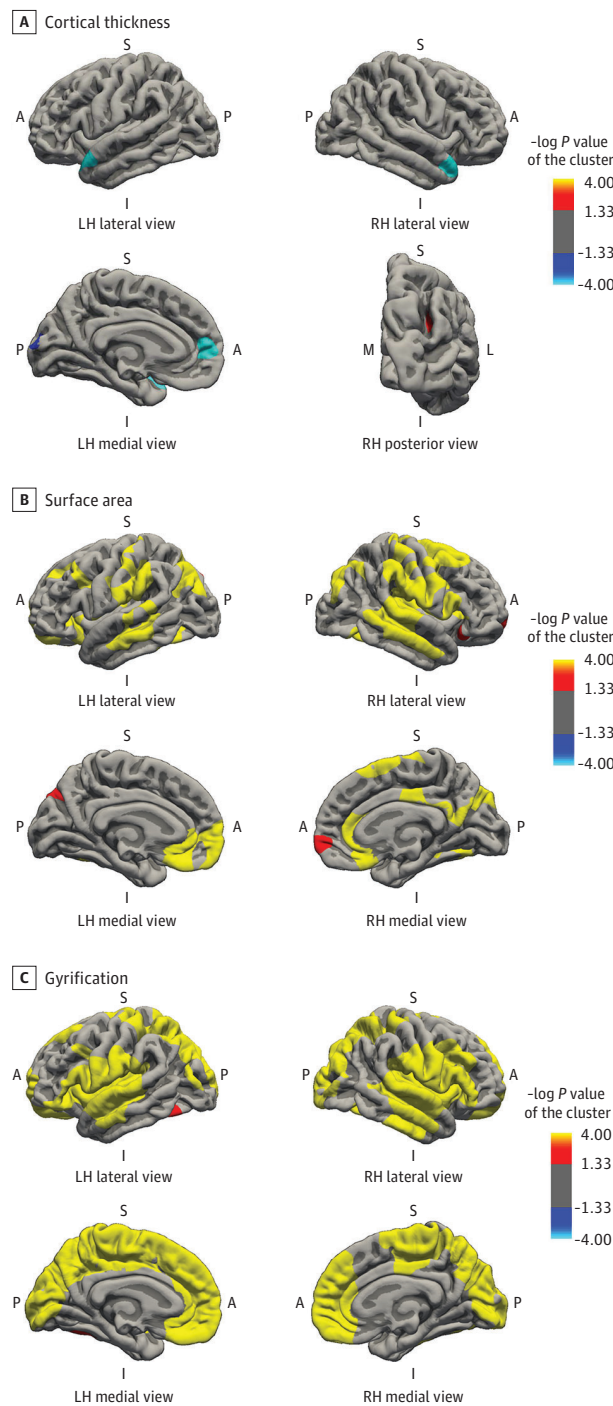 A Cortical thickness
S
S
A
P
P
A
I
I
LH lateral view
RH lateral view
–log P value
of the cluster
4.00
1.33
–1.33
–4.00
S
S
P
A
M
L
I
I
LH medial view
RH posterior view
B Surface area
S
S
A
P
P
A
I
I
LH lateral view
RH lateral view
–log P value
of the cluster
4.00
1.33
–1.33
–4.00
S
S
P
A
A
P
I
I
LH medial view
RH medial view
C Gyrification
S
S
A
P
P
A
I
I
LH lateral view
RH lateral view
–log P value
of the cluster
4.00
1.33
–1.33
–4.00
S
S
P
A
A
P
I
I
LH medial view
RH medial view